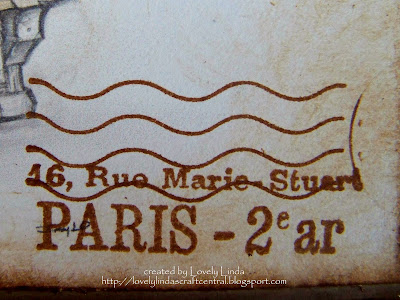 46, Rue Marie-Stuart
PARIS - 2e ar
created by Lovely Linda
http://lovelylindascraftcentral.blogspot.com